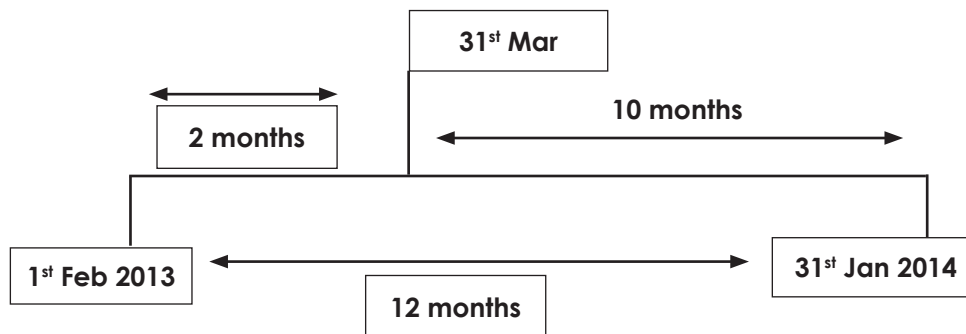 31st Mar
10 months
2 months
1st Feb 2013
31st Jan 2014
12 months